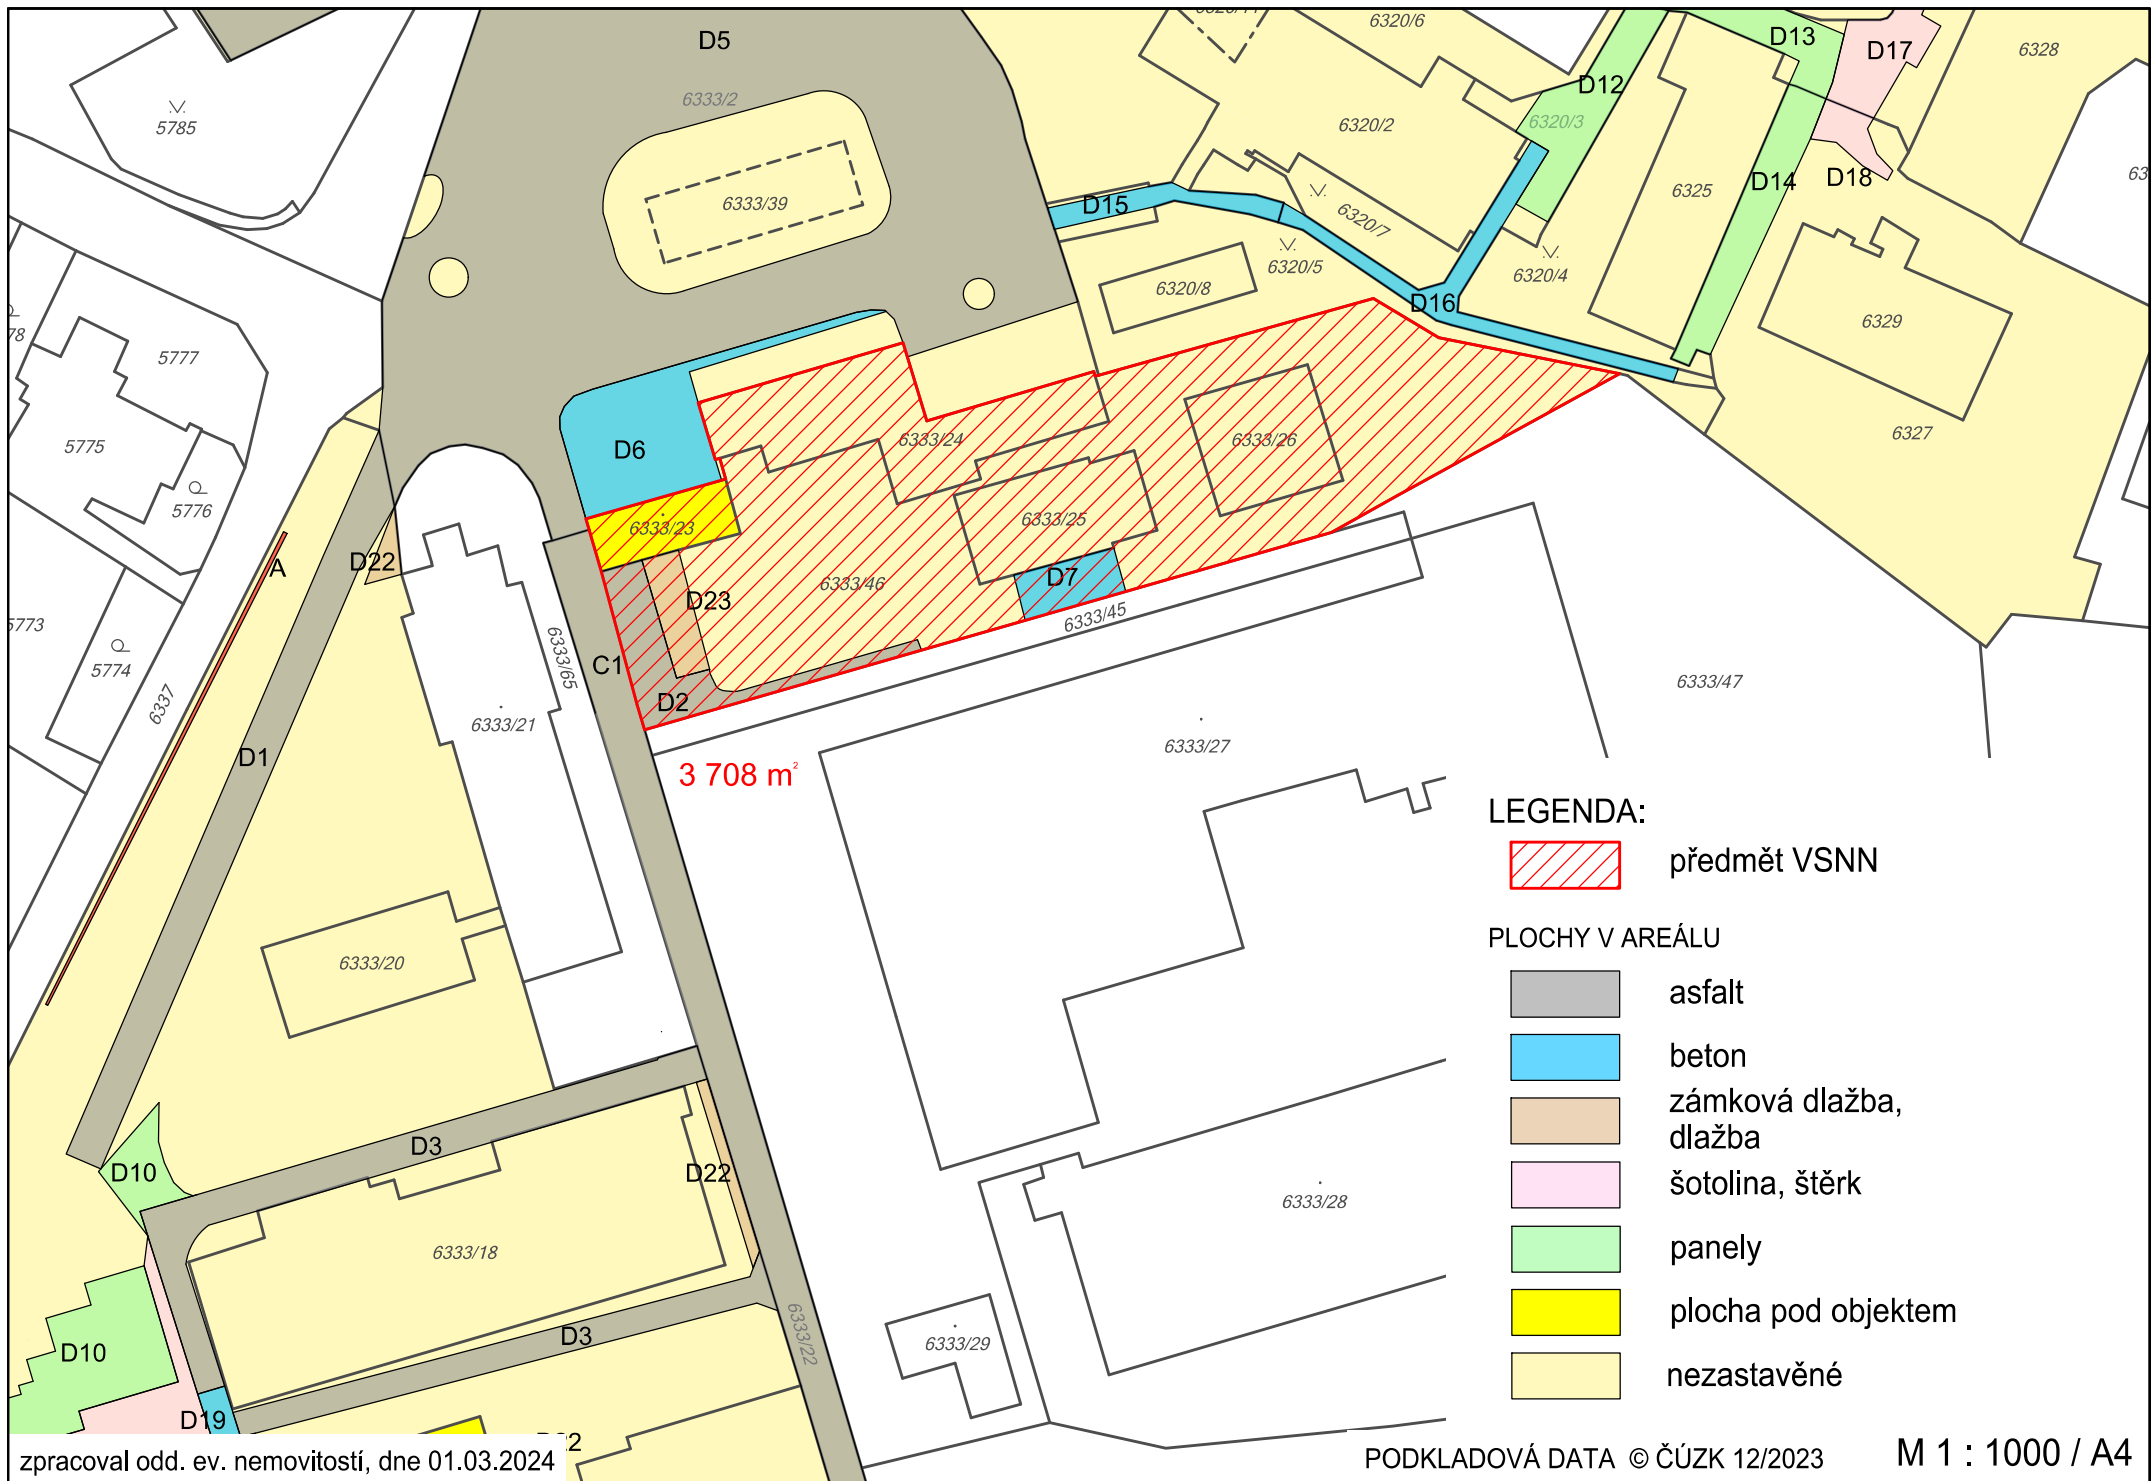 D5
6320/6
D13
D17
6328
6333/2
D12
5785
6320/2
6320/3
6333/39
D15
6320/7
6325
D14
D18
6320/5
6320/4
6320/8
D16
6329
5777
5775
5776
D6
6333/24
6333/26
6327
6333/23
6333/25
A
D22
D7
6333/46
D23
6333/45
5773
5774
6337
6333/65
C1
D2
6333/21
6333/47
D1
6333/27
3 708 m²
LEGENDA:
předmět VSNN
PLOCHY V AREÁLU
asfalt
beton
zámková dlažba,
dlažba
šotolina, štěrk
panely
plocha pod objektem
nezastavěné
6333/20
D3
D10
D22
6333/18
6333/28
D3
6333/22
6333/29
D10
D19
zpracoval odd. ev. nemovitostí, dne 01.03.2024
PODKLADOVÁ DATA © ČÚZK 12/2023
M 1 : 1000 / A4